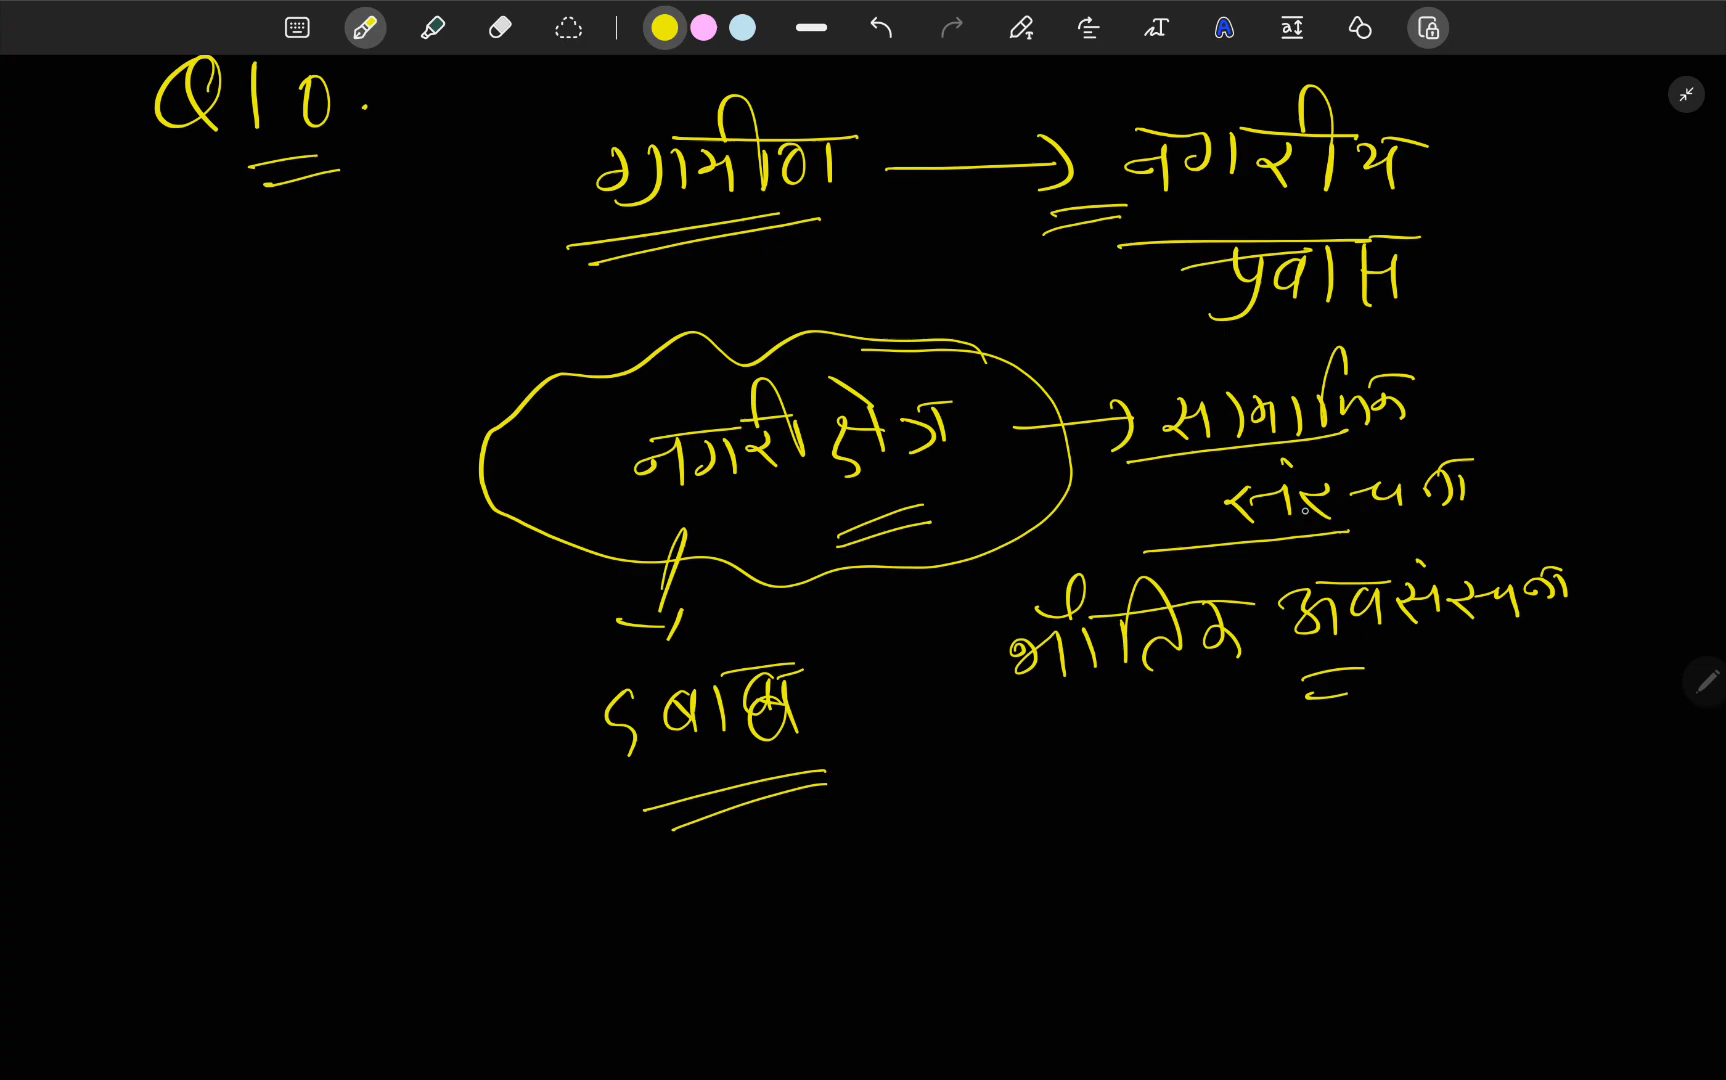 Q10.
ग्रामीण → नगरीय
प्रवास
नगरी क्षेत्र → सामाजिक
संरचना
भौतिक अवसंरचना
दबाव